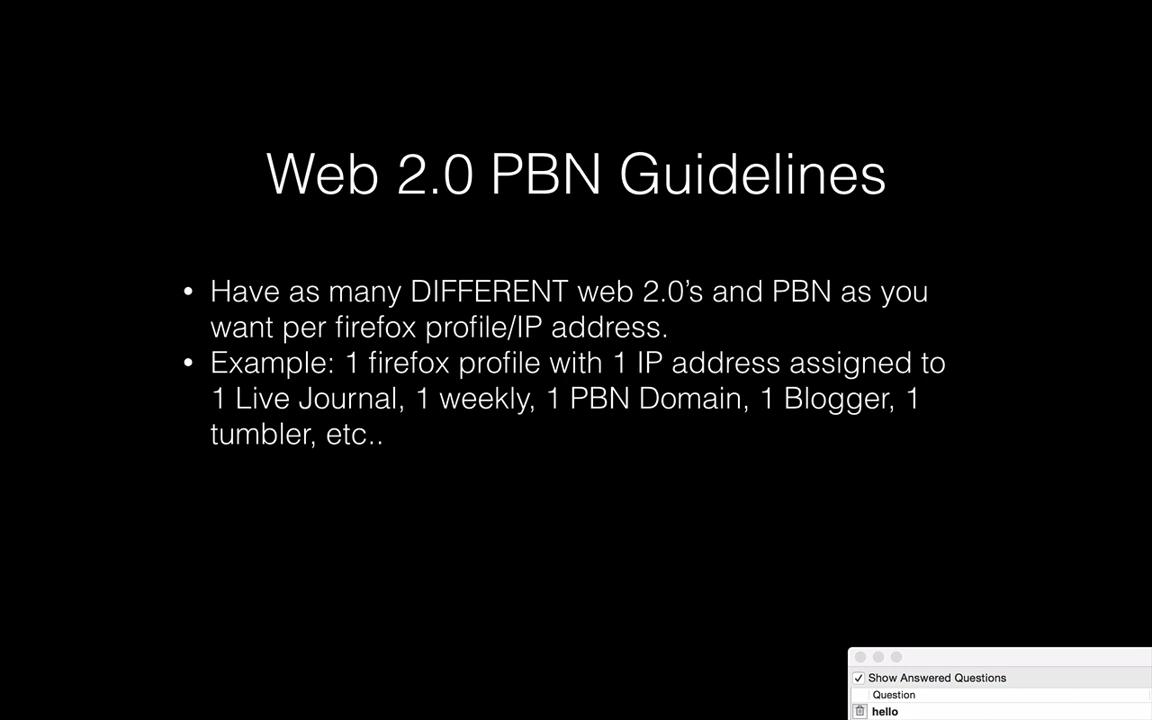 Web 2.0 PBN Guidelines
• Have as many DIFFERENT web 2.0’s and PBN as you
want per firefox profile/IP address.
• Example: 1 firefox profile with 1 IP address assigned to
1 Live Journal, 1 weekly, 1 PBN Domain, 1 Blogger, 1
tumbler, etc..
Show Answered Questions
Question
hello